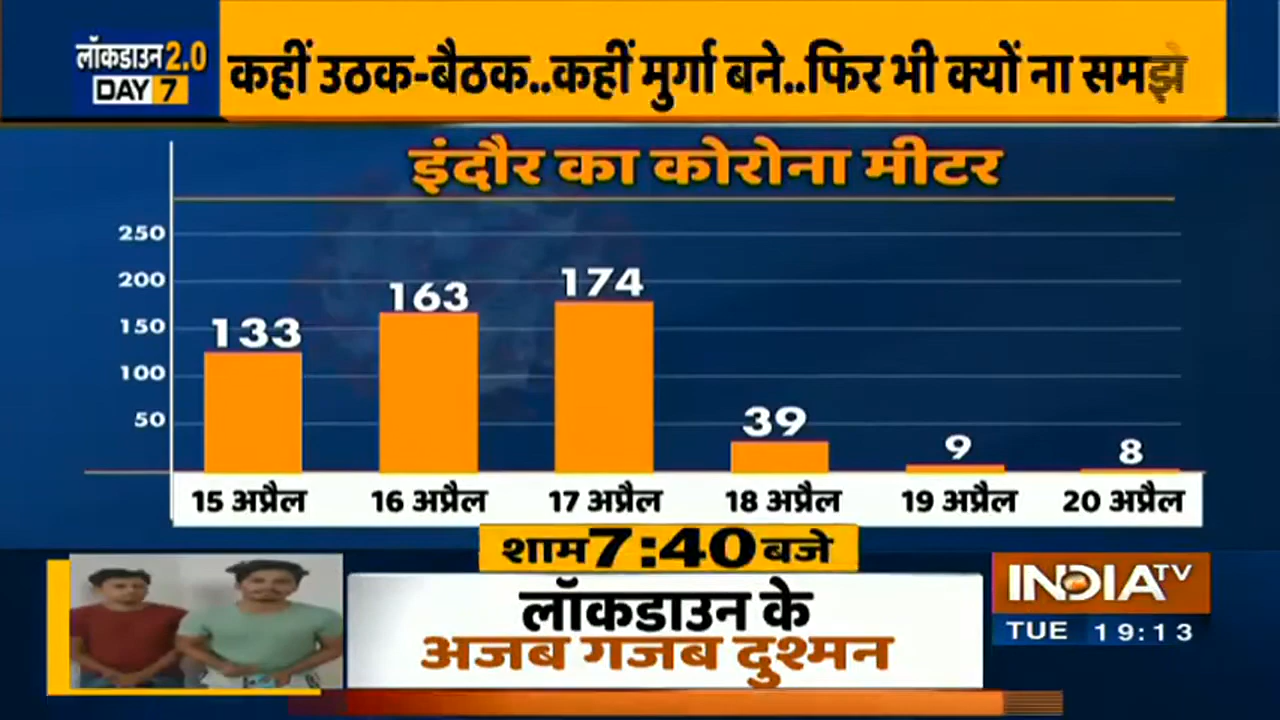 लॉकडाउन 2.0
DAY 7
कहीं उठक-बैठक..कहीं मुर्गा बने..फिर भी क्यों ना समझे
इंदौर का कोरोना मीटर
250
200
150
100
50
133
163
174
39
9
8
15 अप्रैल
16 अप्रैल
17 अप्रैल
18 अप्रैल
19 अप्रैल
20 अप्रैल
शाम 7:40 बजे
लॉकडाउन के
अजब गजब दुश्मन
INDIA TV
TUE 19:13